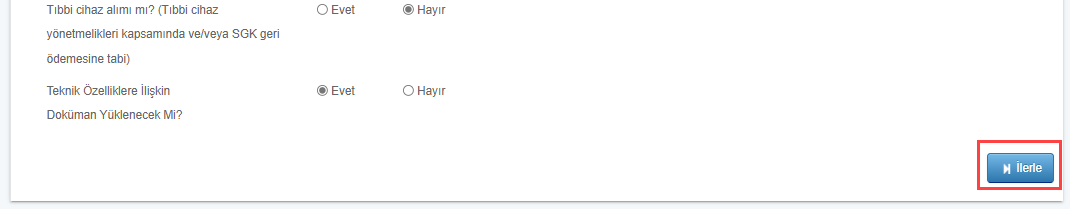 Tıbbi cihaz alımı mı? (Tıbbi cihaz Evet Hayır
yönetmelikleri kapsamında ve/veya SGK geri
ödemesine tabi)
Teknik Özelliklere İlişkin Evet Hayır
Doküman Yüklenecek Mi?
İlerle